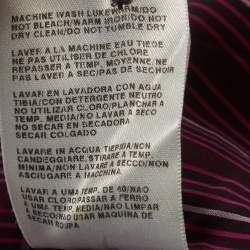 MACHINE WASH LUKEWARM/DO
NOT BLEACH/WARM IRON/DO NOT
DRY CLEAN/DO NOT TUMBLE DRY
LAVER A LA MACHINE EAU TIEDE
NE PAS UTILISER DE CHLORE
REPASSER A TEMP. MOYENNE, NE
PAS LAVER A SEC/PAS DE SECHOIR
LAVAR EN LAVADORA CON AGUA
TIBIA/CON DETERGENTE NEUTRO
NO UTILIZAR CLORO/PLANCHAR A
TEMP. MEDIA/NO LAVAR A SECO
NO SECAR EN SECADORA
SECAR COLGADO
LAVARE IN ACQUA TIEPIDA/NON
CANDEGGIARE/STIRARE A TEMP.
MINIMA/NON LAVARE A SECO/NON
ASCIUGARE A MACCHINA.
LAVAR A UMA TEMP. DE 40/NAO
USAR CLORO/PASSAR A FERRO
A UMA TEMP. MEDIA/NAO LIMPAR
A SECO/NAO USAR MAQUINA DE
SECAR ROUPA